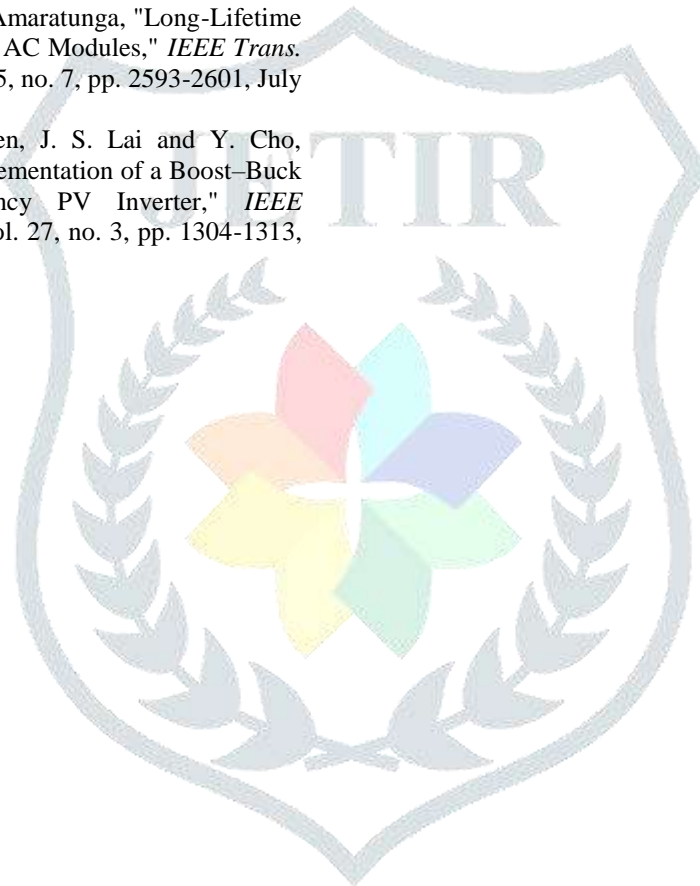 Amaratunga, "Long-Lifetime
AC Modules," IEEE Trans.
5, no. 7, pp. 2593-2601, July
en, J. S. Lai and Y. Cho,
ementation of a Boost–Buck
ncy PV Inverter," IEEE
ol. 27, no. 3, pp. 1304-1313,
JETIR